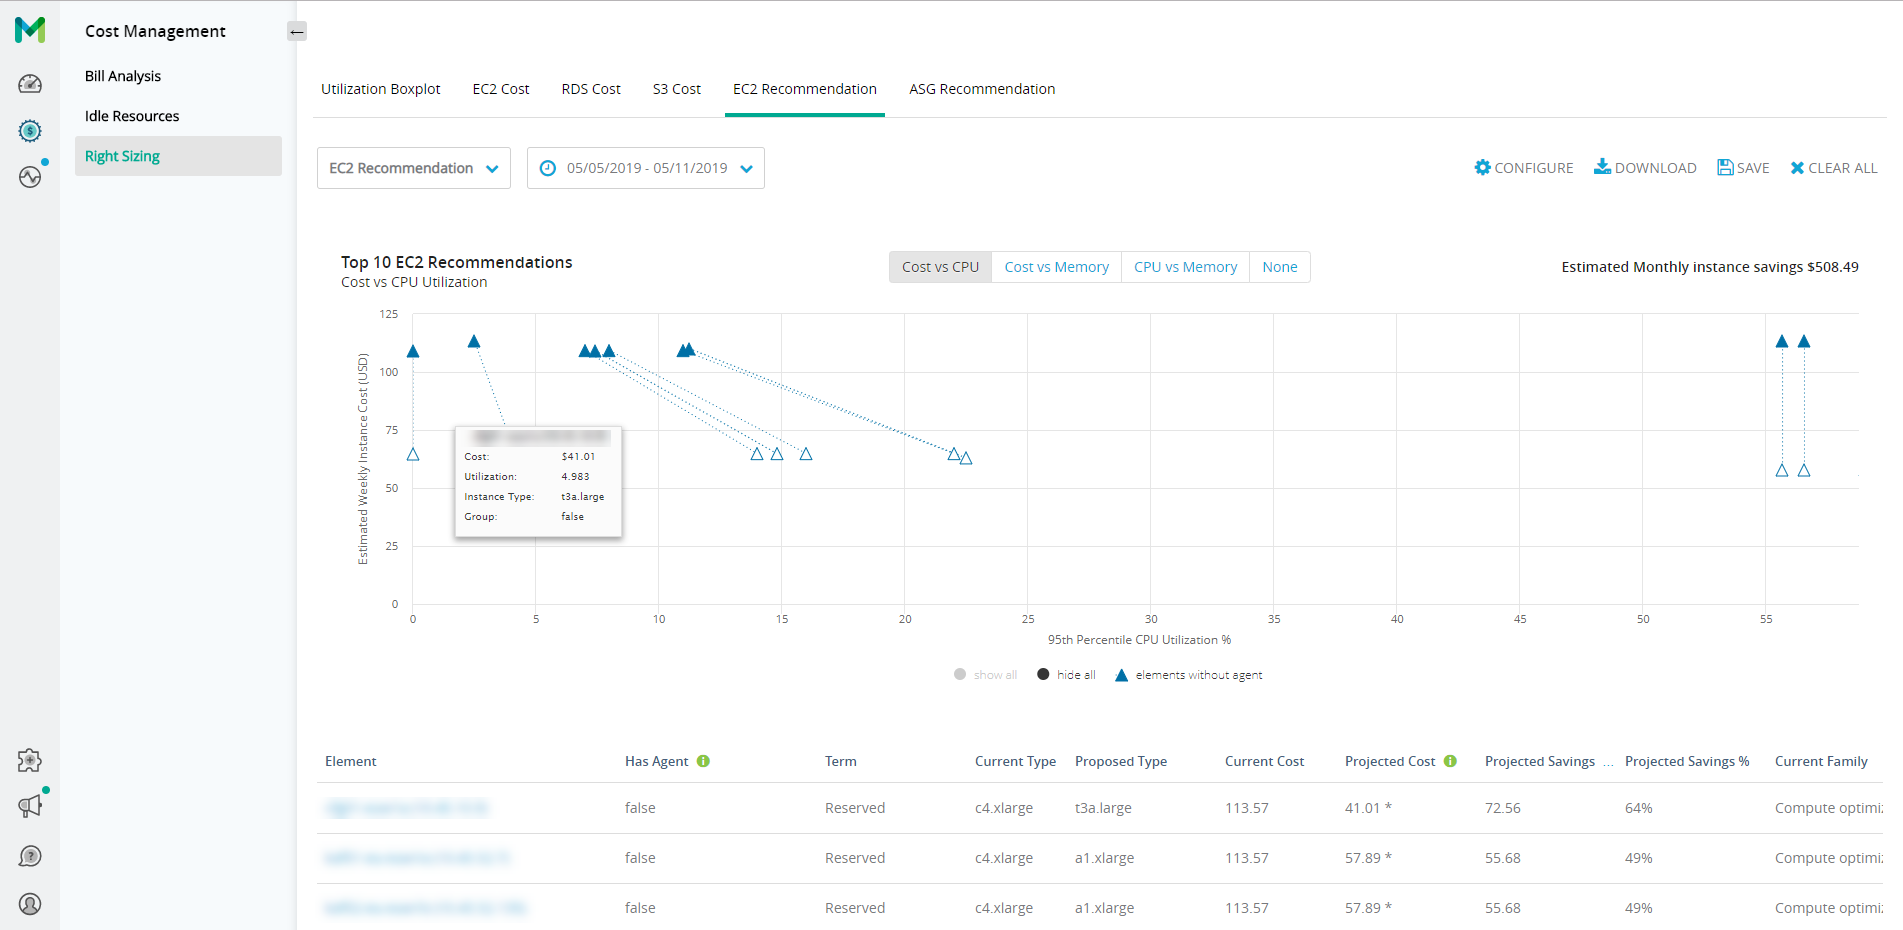 Cost Management
←
Bill Analysis
Idle Resources
Right Sizing
Utilization Boxplot EC2 Cost RDS Cost S3 Cost EC2 Recommendation ASG Recommendation
EC2 Recommendation 05/05/2019 - 05/11/2019 CONFIGURE DOWNLOAD SAVE CLEAR ALL
Top 10 EC2 Recommendations
Cost vs CPU Utilization
Cost vs CPU Cost vs Memory CPU vs Memory None
Estimated Monthly instance savings $508.49
Estimated Weekly Instance Cost (USD)
125
100
75
50
25
0
Cost: $41.01
Utilization: 4.983
Instance Type: t3a.large
Group: false
0 5 10 15 20 25 30 35 40 45 50 55
95th Percentile CPU Utilization %
show all hide all elements without agent
Element Has Agent i Term Current Type Proposed Type Current Cost Projected Cost i Projected Savings ... Projected Savings % Current Family
false Reserved c4.xlarge t3a.large 113.57 41.01 * 72.56 64% Compute optimi
false Reserved c4.xlarge a1.xlarge 113.57 57.89 * 55.68 49% Compute optimi
false Reserved c4.xlarge a1.xlarge 113.57 57.89 * 55.68 49% Compute optimi